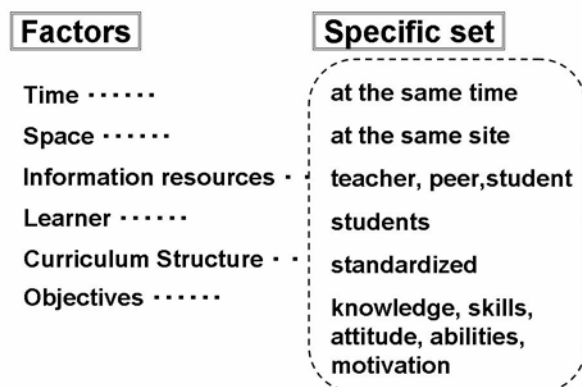 Factors
Specific set
Time ······
at the same time
Space ······
at the same site
Information resources ··
teacher, peer,student
Learner ······
students
Curriculum Structure ··
standardized
Objectives ······
knowledge, skills,
attitude, abilities,
motivation